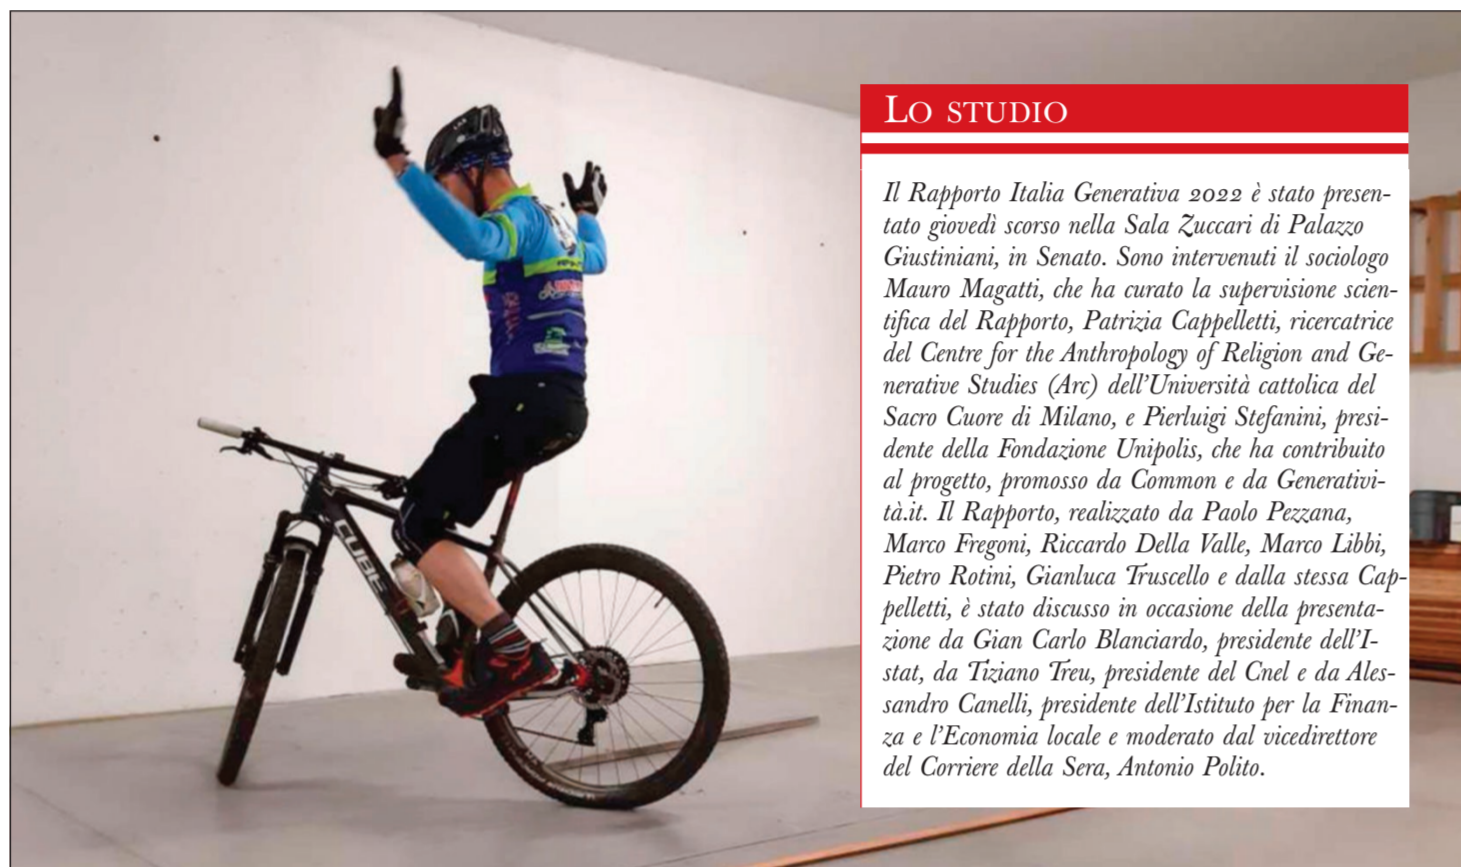 LO STUDIO
Il Rapporto Italia Generativa 2022 è stato presen-
tato giovedì scorso nella Sala Zuccari di Palazzo
Giustiniani, in Senato. Sono intervenuti il sociologo
Mauro Magatti, che ha curato la supervisione scien-
tifica del Rapporto, Patrizia Cappelletti, ricercatrice
del Centre for the Anthropology of Religion and Ge-
nerative Studies (Arc) dell'Università cattolica del
Sacro Cuore di Milano, e Pierluigi Stefanini, presi-
dente della Fondazione Unipolis, che ha contribuito
al progetto, promosso da Common e da Generativi-
tà.it. Il Rapporto, realizzato da Paolo Pezzana,
Marco Fregoni, Riccardo Della Valle, Marco Libbi,
Pietro Rotini, Gianluca Truscello e dalla stessa Cap-
pelletti, è stato discusso in occasione della presenta-
zione da Gian Carlo Blanciardo, presidente dell'I-
stat, da Tiziano Treu, presidente del Cnel e da Ales-
sandro Canelli, presidente dell'Istituto per la Finan-
za e l'Economia locale e moderato dal vicedirettore
del Corriere della Sera, Antonio Polito.
CUBE